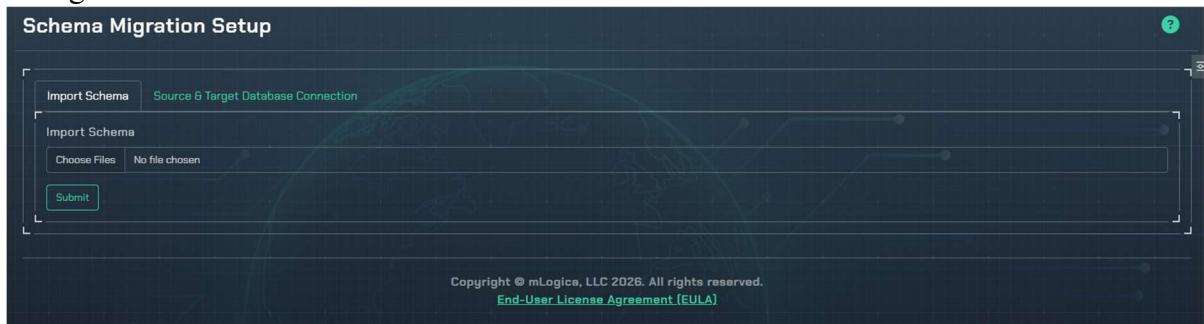 Schema Migration Setup
?
Import Schema
Source & Target Database Connection
Import Schema
Choose Files
No file chosen
Submit
Copyright © mLogica, LLC 2026. All rights reserved.
End-User License Agreement (EULA)